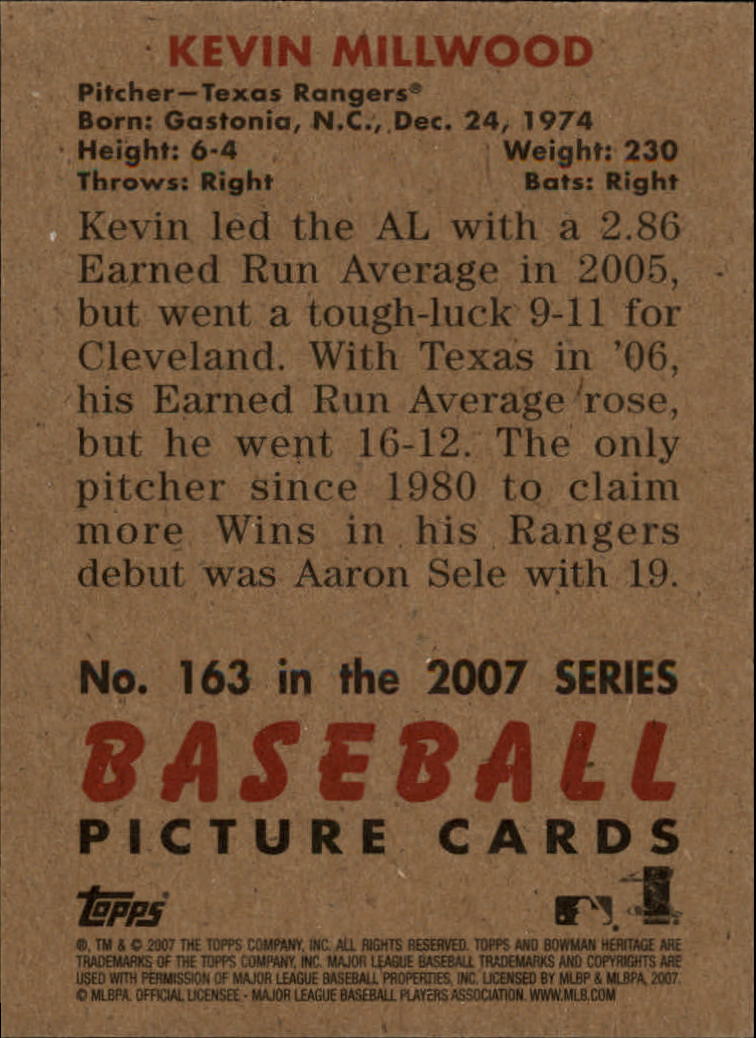 KEVIN MILLWOOD
Pitcher—Texas Rangers®
Born: Gastonia, N.C., Dec. 24, 1974
Height: 6-4 Weight: 230
Throws: Right Bats: Right
Kevin led the AL with a 2.86
Earned Run Average in 2005,
but went a tough-luck 9-11 for
Cleveland. With Texas in '06,
his Earned Run Average rose,
but he went 16-12. The only
pitcher since 1980 to claim
more Wins in his Rangers
debut was Aaron Sele with 19.
No. 163 in the 2007 SERIES
BASEBALL
PICTURE CARDS
Topps
®, TM & © 2007 THE TOPPS COMPANY, INC. ALL RIGHTS RESERVED. TOPPS AND BOWMAN HERITAGE ARE
TRADEMARKS OF THE TOPPS COMPANY, INC. MAJOR LEAGUE BASEBALL TRADEMARKS AND COPYRIGHTS ARE
USED WITH PERMISSION OF MAJOR LEAGUE BASEBALL PROPERTIES, INC. LICENSED BY MLBP & MLBPA, 2007.
© MLBPA. OFFICIAL LICENSEE - MAJOR LEAGUE BASEBALL PLAYERS ASSOCIATION. WWW.MLB.COM